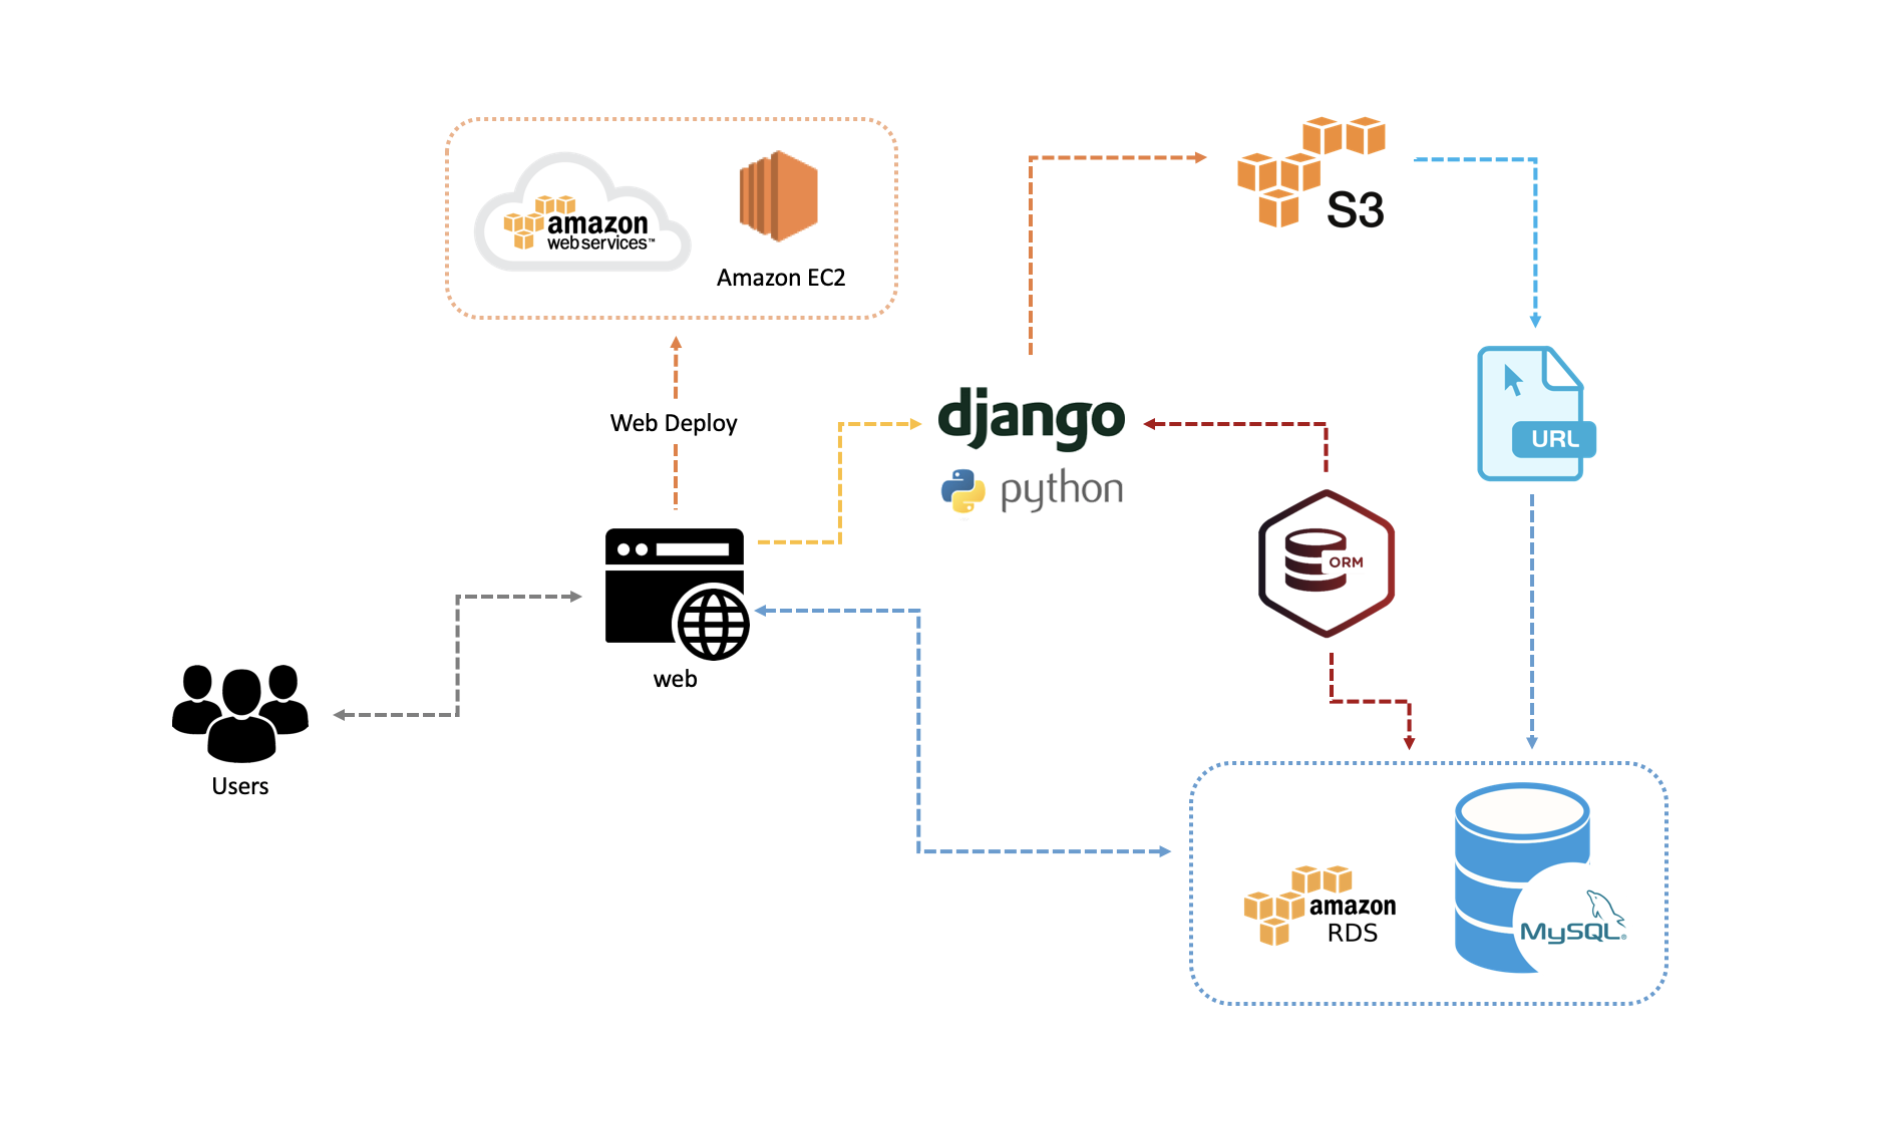 amazon
web services™
Amazon EC2
S3
Web Deploy
django
python
URL
ORM
web
Users
amazon
RDS
MySQL®